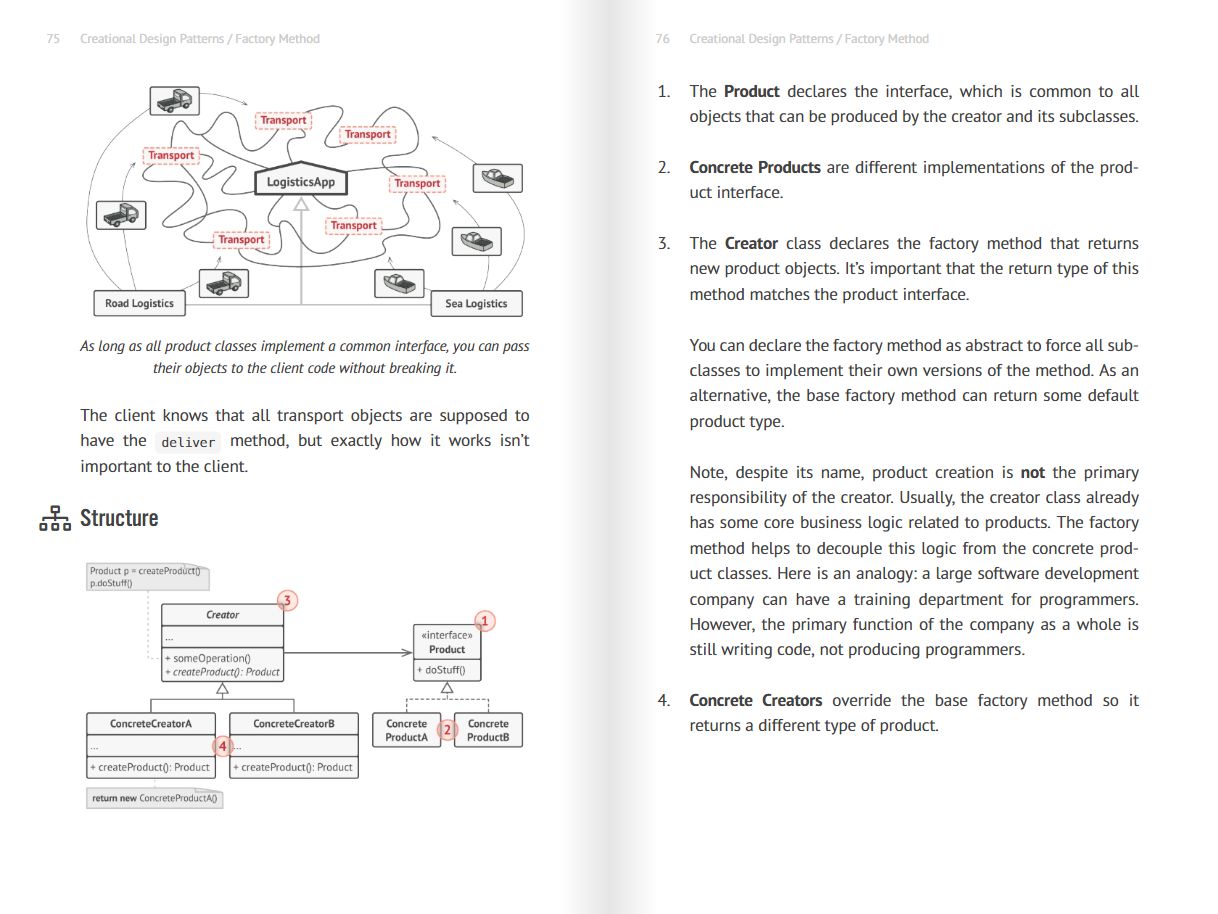 75 Creational Design Patterns / Factory Method
Transport
Transport
Transport
LogisticsApp
Transport
Transport
Transport
Road Logistics
Sea Logistics
As long as all product classes implement a common interface, you can pass
their objects to the client code without breaking it.
The client knows that all transport objects are supposed to
have the deliver method, but exactly how it works isn’t
important to the client.
Structure
Product p = createProduct()
p.doStuff()
3
Creator
...
+ someOperation()
+ createProduct(): Product
1
«interface»
Product
+ doStuff()
ConcreteCreatorA
...
+ createProduct(): Product
4
ConcreteCreatorB
...
+ createProduct(): Product
Concrete
ProductA
2
Concrete
ProductB
return new ConcreteProductA()
76 Creational Design Patterns / Factory Method
1. The Product declares the interface, which is common to all
objects that can be produced by the creator and its subclasses.
2. Concrete Products are different implementations of the prod-
uct interface.
3. The Creator class declares the factory method that returns
new product objects. It’s important that the return type of this
method matches the product interface.
You can declare the factory method as abstract to force all sub-
classes to implement their own versions of the method. As an
alternative, the base factory method can return some default
product type.
Note, despite its name, product creation is not the primary
responsibility of the creator. Usually, the creator class already
has some core business logic related to products. The factory
method helps to decouple this logic from the concrete prod-
uct classes. Here is an analogy: a large software development
company can have a training department for programmers.
However, the primary function of the company as a whole is
still writing code, not producing programmers.
4. Concrete Creators override the base factory method so it
returns a different type of product.